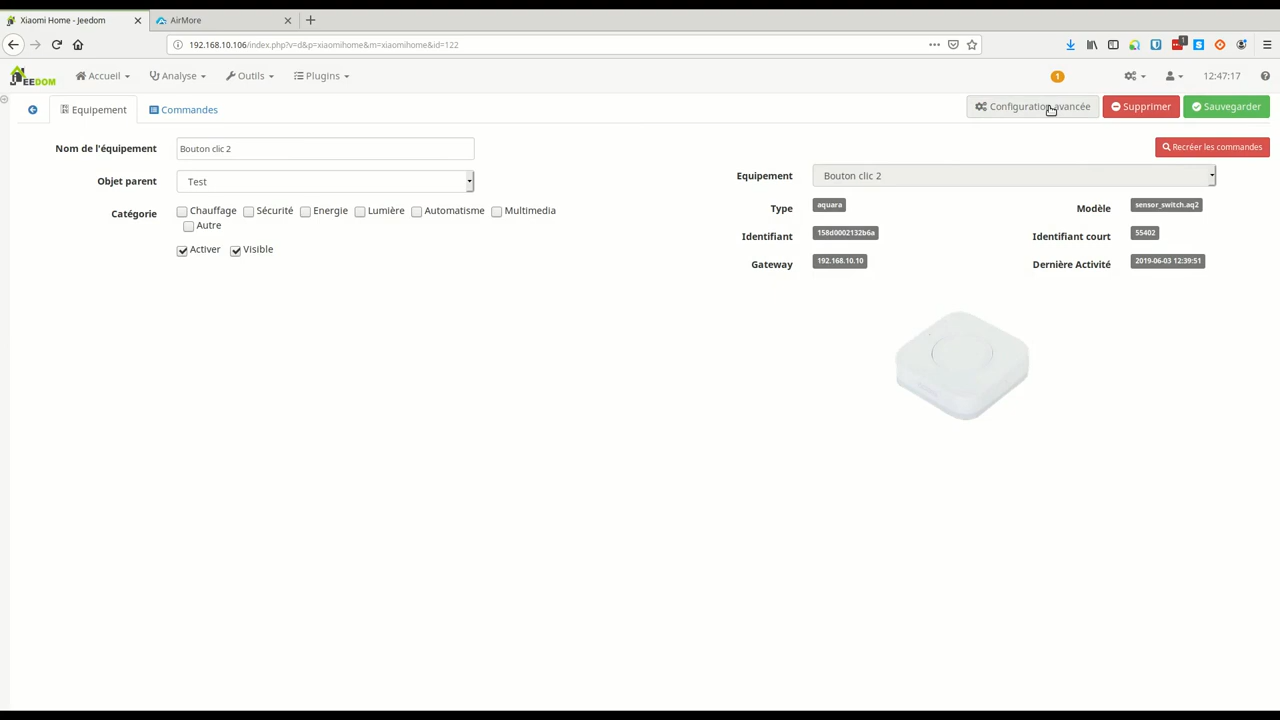 Xiaomi Home - Jeedom
AirMore
192.168.10.106/index.php?v=d&p=xiaomihome&m=xiaomihome&id=122
1
JEEDOM
Accueil
Analyse
Outils
Plugins
1
12:47:17
Equipement
Commandes
Configuration avancée
Supprimer
Sauvegarder
Nom de l'équipement
Bouton clic 2
Recréer les commandes
Objet parent
Test
Equipement
Bouton clic 2
Catégorie
Chauffage Sécurité Energie Lumière Automatisme Multimedia
Autre
Type
aquara
Modèle
sensor_switch.aq2
Identifiant
158d0002132b6a
Identifiant court
55402
Activer Visible
Gateway
192.168.10.10
Dernière Activité
2019-06-03 12:39:51